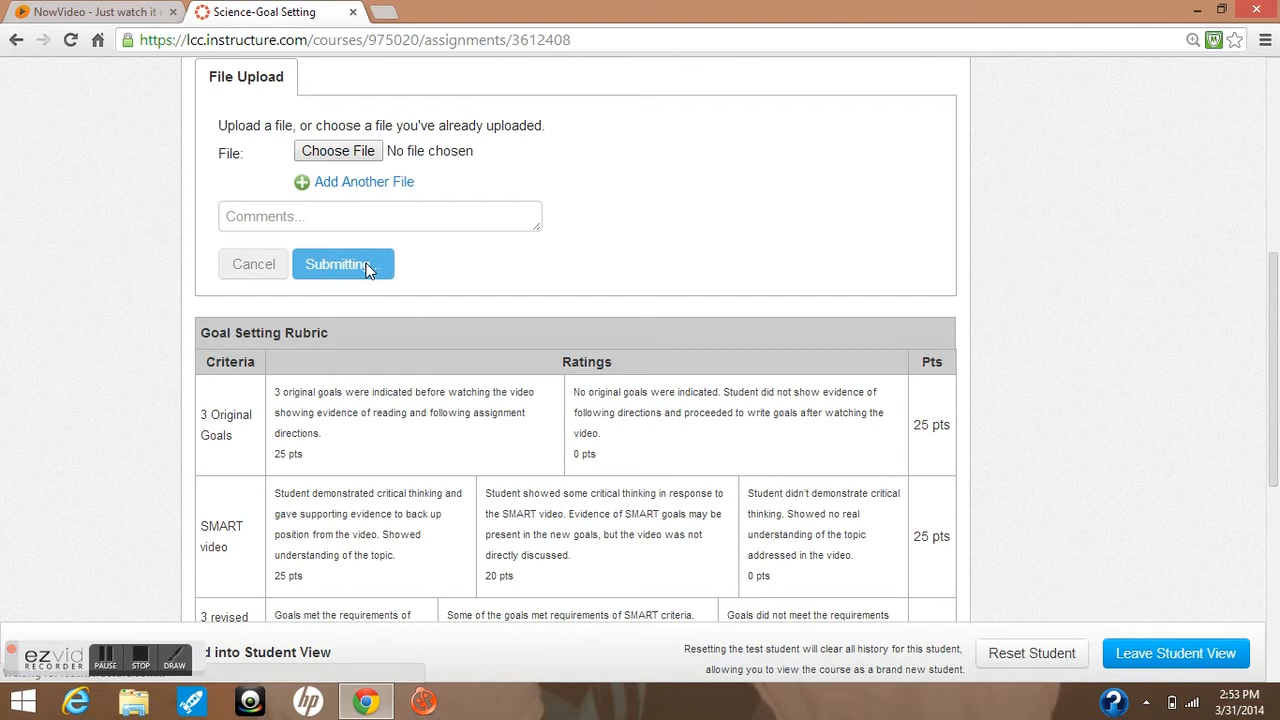 NowVideo - Just watch it
Science-Goal Setting
https://lcc.instructure.com/courses/975020/assignments/3612408
File Upload
Upload a file, or choose a file you've already uploaded.
File: Choose File No file chosen
Add Another File
Comments...
Cancel Submitting...
Goal Setting Rubric
Criteria Ratings Pts
3 Original Goals
3 original goals were indicated before watching the video
showing evidence of reading and following assignment
directions.
25 pts
No original goals were indicated. Student did not show evidence of
following directions and proceeded to write goals after watching the
video.
0 pts
25 pts
SMART video
Student demonstrated critical thinking and
gave supporting evidence to back up
position from the video. Showed
understanding of the topic.
25 pts
Student showed some critical thinking in response to
the SMART video. Evidence of SMART goals may be
present in the new goals, but the video was not
directly discussed.
20 pts
Student didn't demonstrate critical
thinking. Showed no real
understanding of the topic
addressed in the video.
0 pts
25 pts
3 revised
Goals met the requirements of
Some of the goals met requirements of SMART criteria.
Goals did not meet the requirements
ezvid
RECORDER
PAUSE STOP DRAW
d into Student View
Resetting the test student will clear all history for this student,
allowing you to view the course as a brand new student.
Reset Student
Leave Student View
hp
2:53 PM
3/31/2014